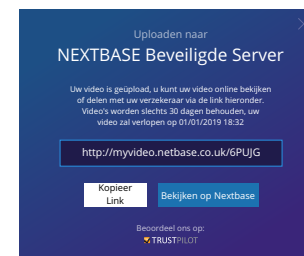 Uploaden naar
NEXTBASE Beveiligde Server
Uw video is geüpload, u kunt uw video online bekijken
of delen met uw verzekeraar via de link hieronder.
Video's worden slechts 30 dagen behouden, uw
video zal verlopen op 01/01/2019 18:32
http://myvideo.netbase.co.uk/6PUJG
Kopieer
Link
Bekijken op Nextbase
Beoordeel ons op:
TRUSTPILOT